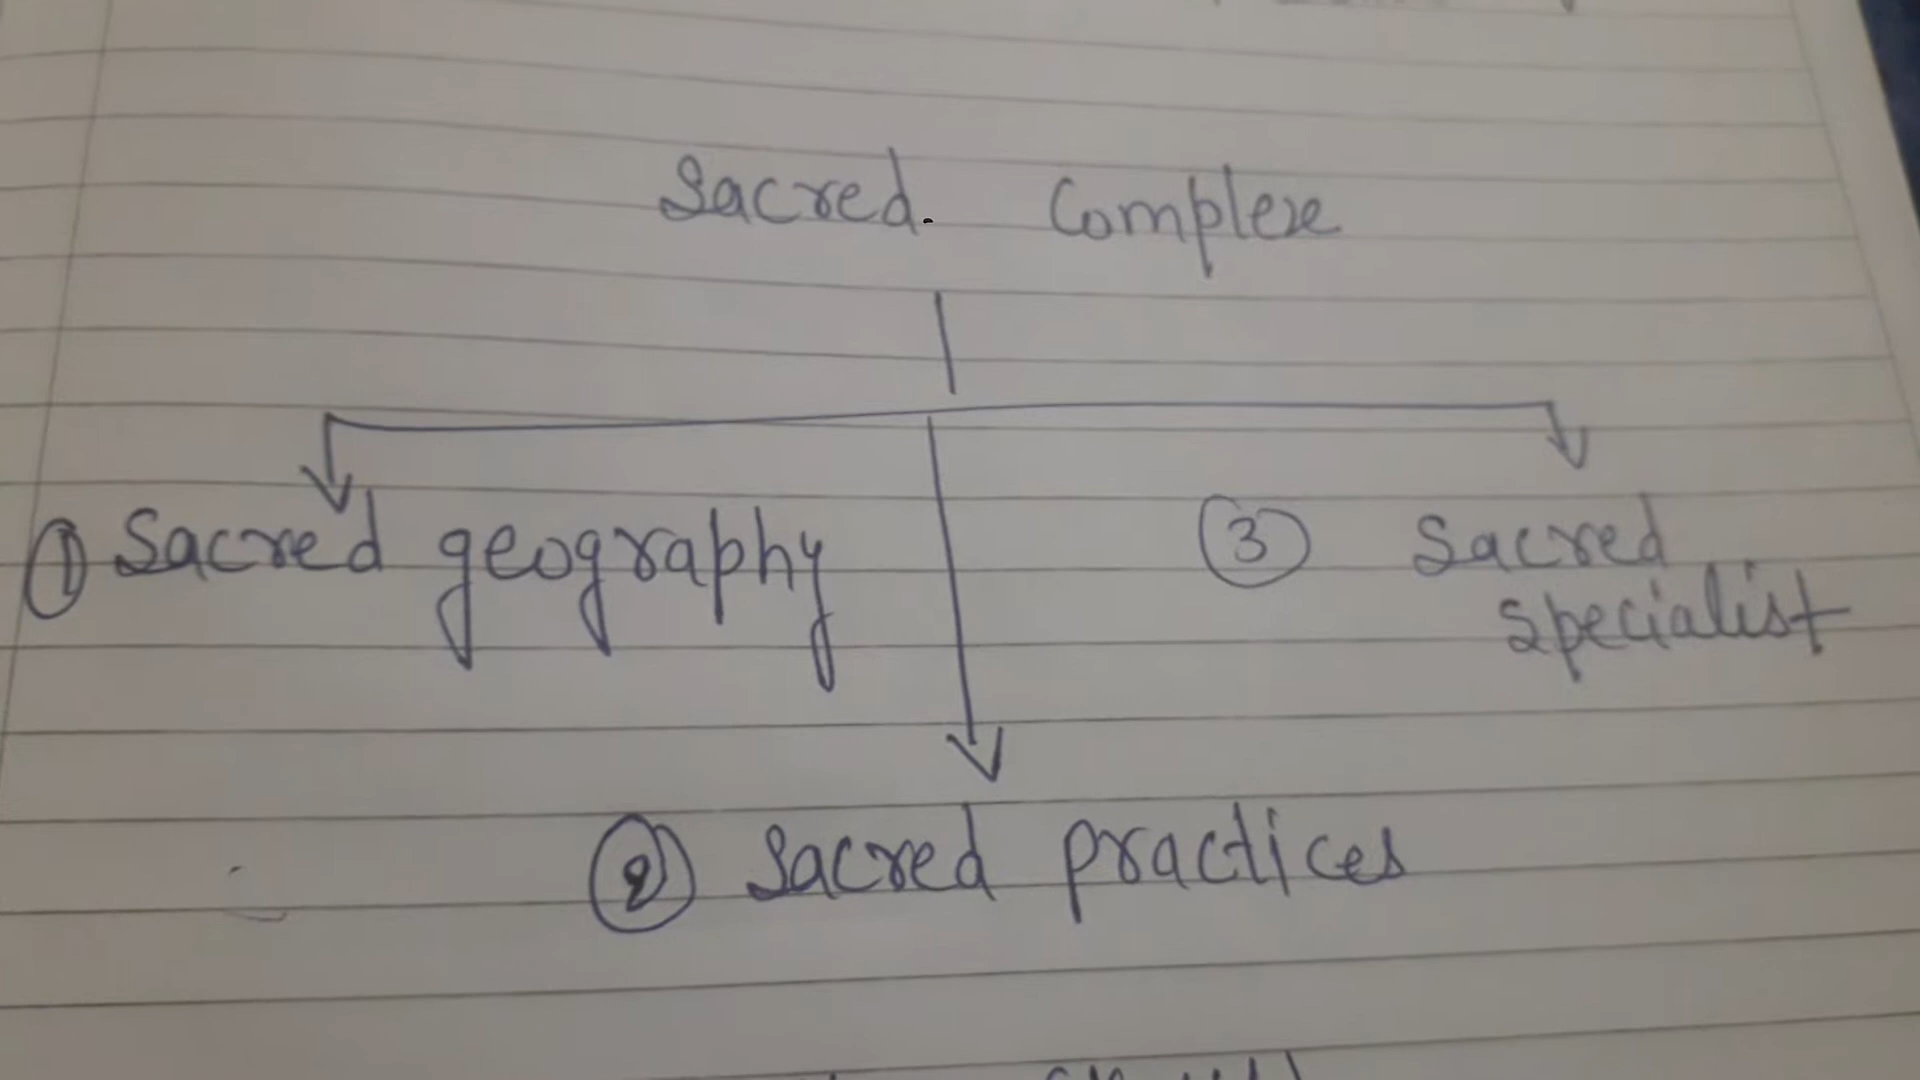 Sacred. Complex
① Sacred geography
③ Sacred
specialist
② Sacred practices